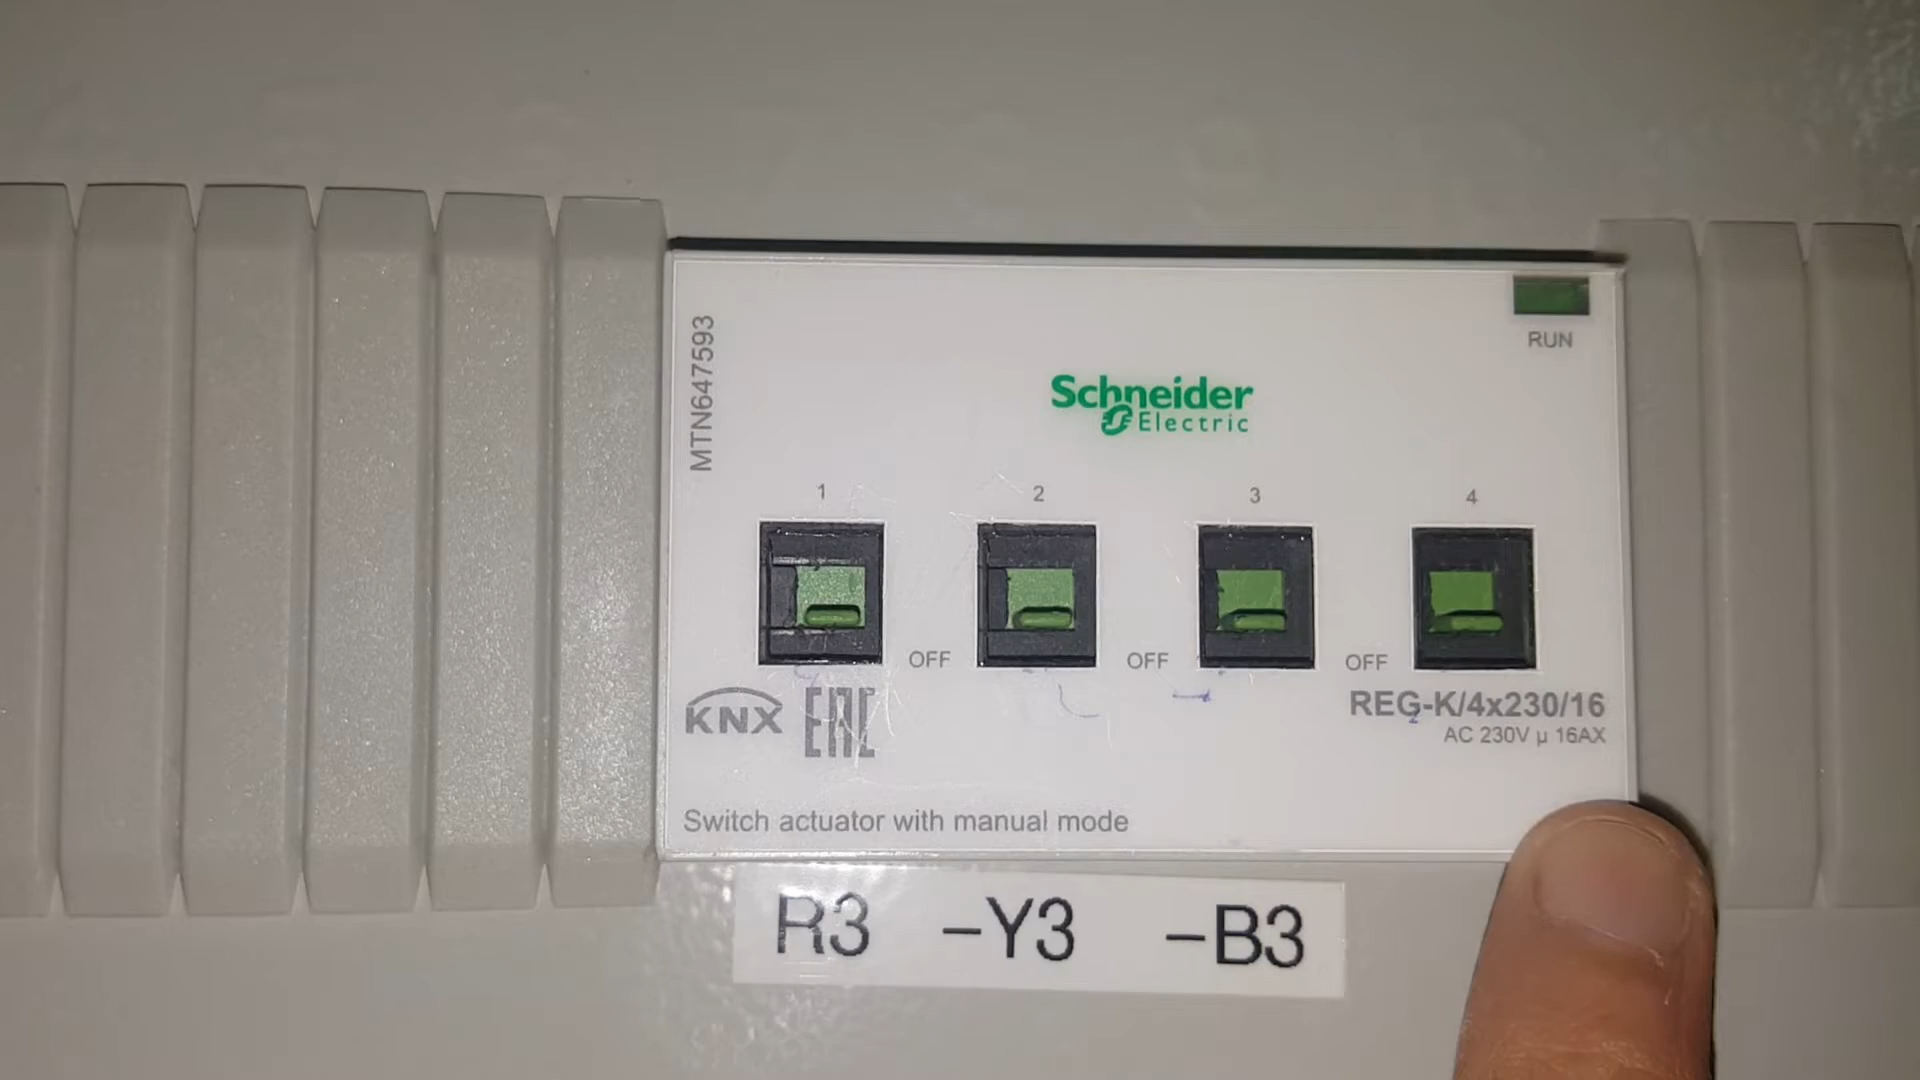 MTN647593
RUN
Schneider
Electric
1 2 3 4
OFF OFF OFF
KNX EAC
REG-K/4x230/16
AC 230V µ 16AX
Switch actuator with manual mode
R3 -Y3 -B3